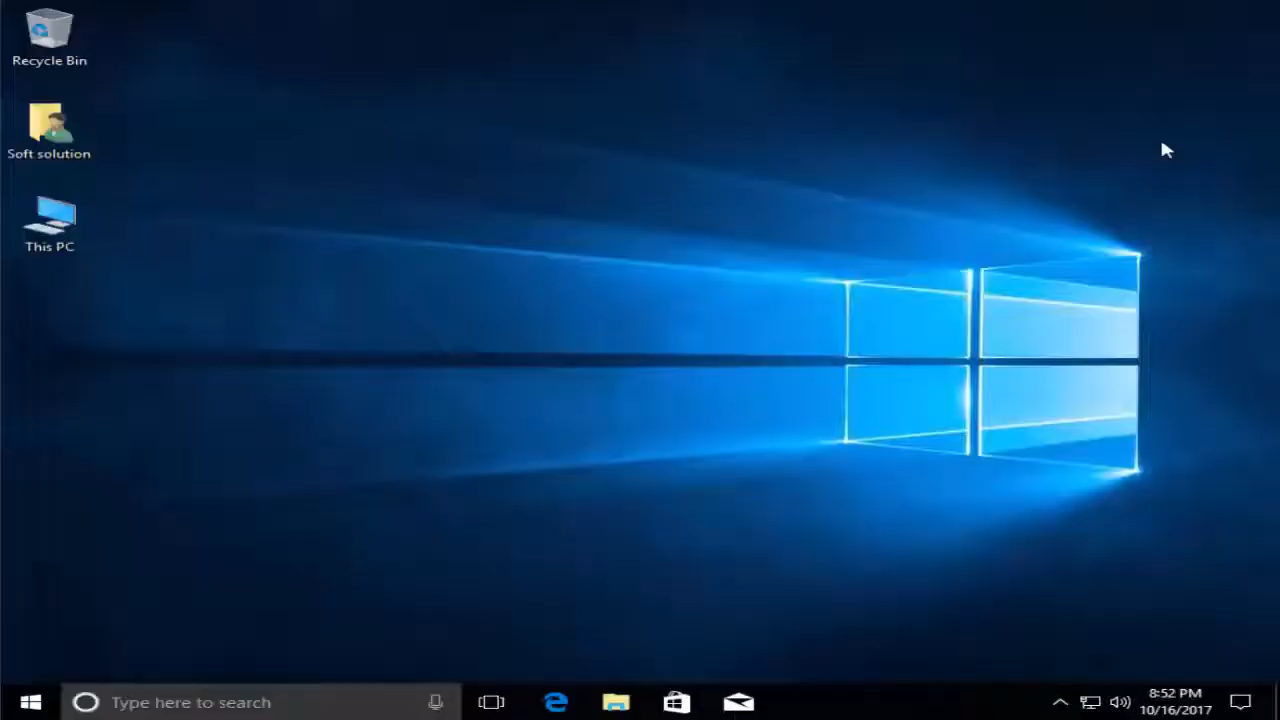 Recycle Bin
Soft solution
This PC
Type here to search
8:52 PM
10/16/2017